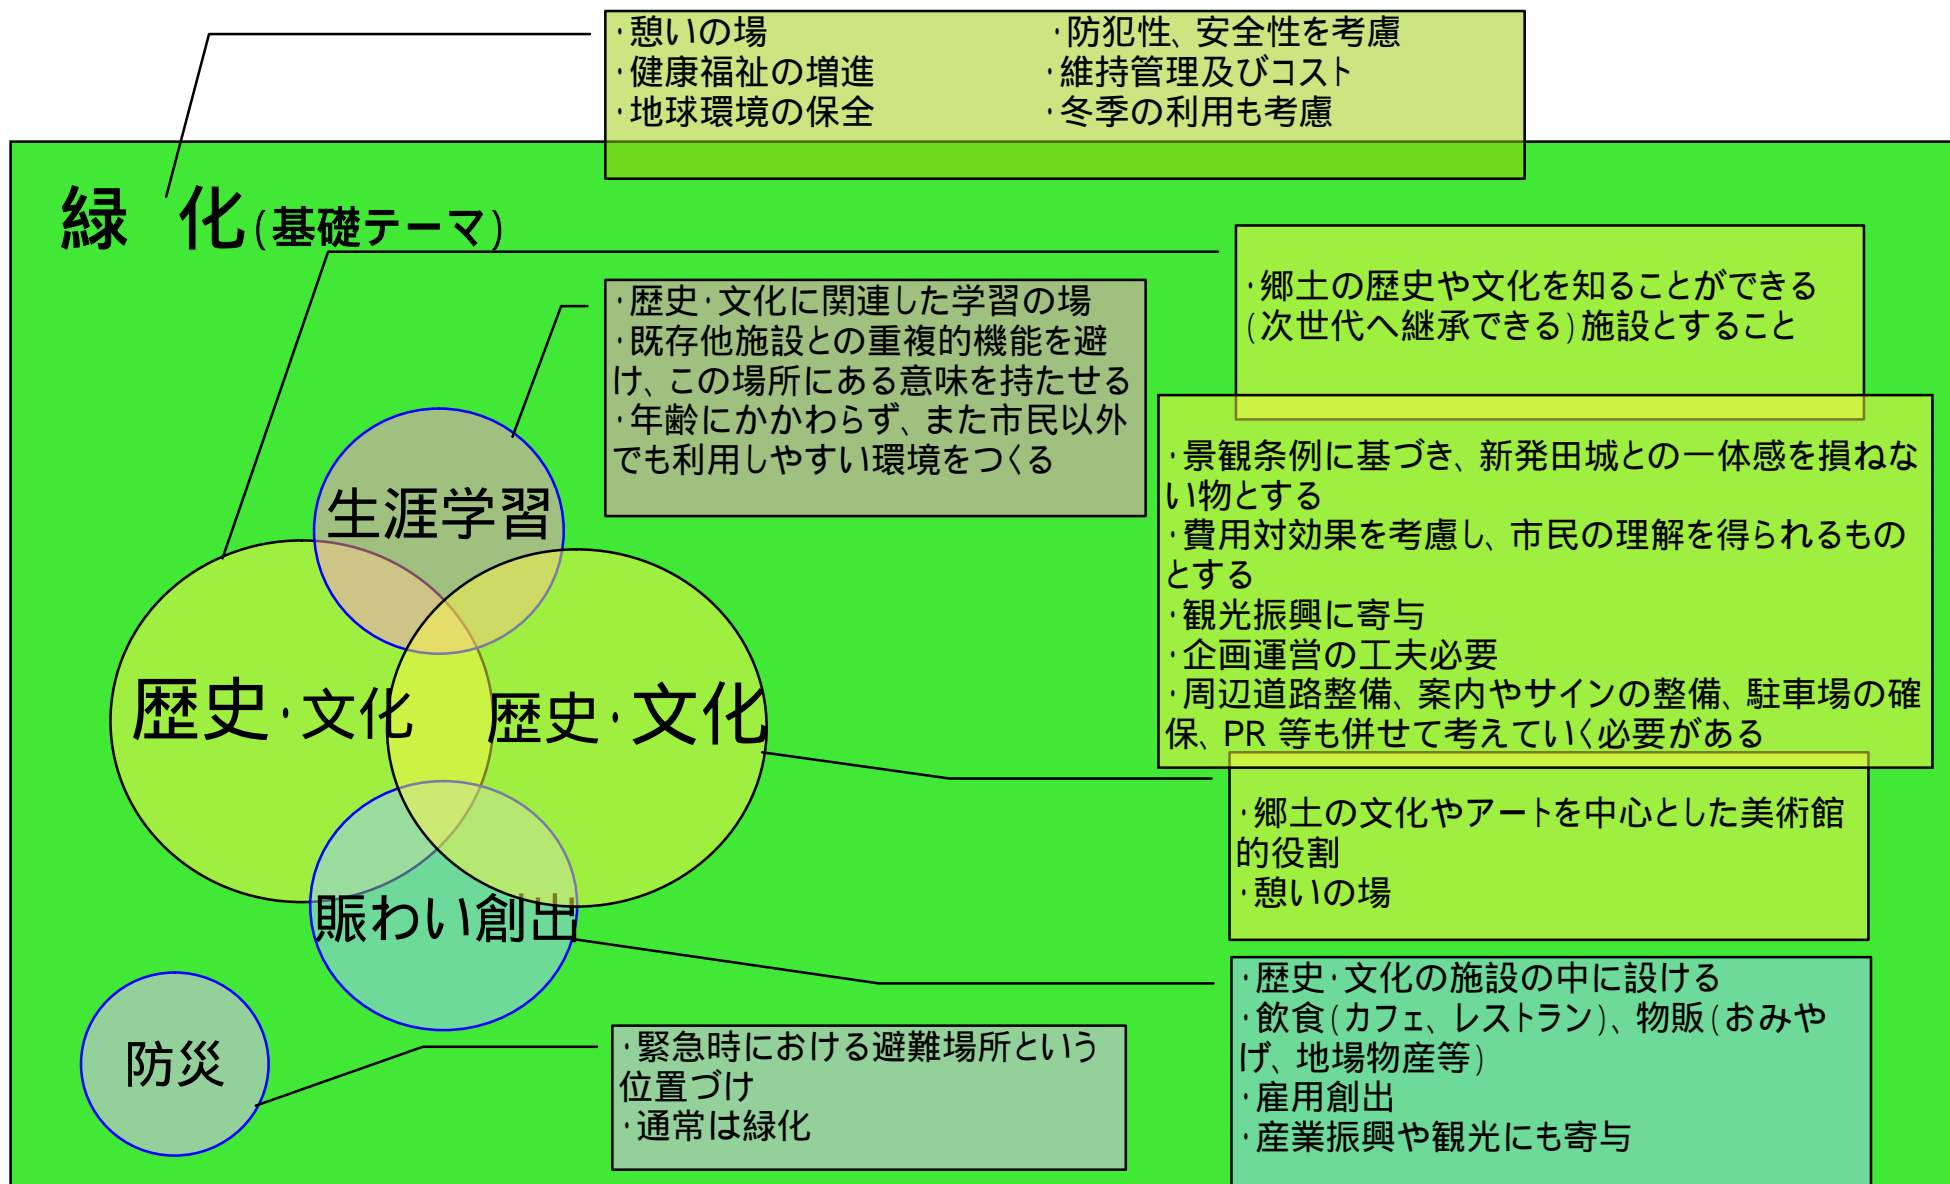 ・憩いの場 ・防犯性、安全性を考慮
・健康福祉の増進 ・維持管理及びコスト
・地球環境の保全 ・冬季の利用も考慮
緑 化(基礎テーマ)
・歴史・文化に関連した学習の場
・既存他施設との重複的機能を避
け、この場所にある意味を持たせる
・年齢にかかわらず、また市民以外
でも利用しやすい環境をつくる
・郷土の歴史や文化を知ることができる
(次世代へ継承できる)施設とすること
・景観条例に基づき、新発田城との一体感を損ねな
い物とする
・費用対効果を考慮し、市民の理解を得られるもの
とする
・観光振興に寄与
・企画運営の工夫必要
・周辺道路整備、案内やサインの整備、駐車場の確
保、PR 等も併せて考えていく必要がある
生涯学習
歴史・文化
歴史・文化
賑わい創出
・郷土の文化やアートを中心とした美術館
的役割
・憩いの場
・歴史・文化の施設の中に設ける
・飲食(カフェ、レストラン)、物販(おみや
げ、地場物産等)
・雇用創出
・産業振興や観光にも寄与
防災
・緊急時における避難場所という
位置づけ
・通常は緑化